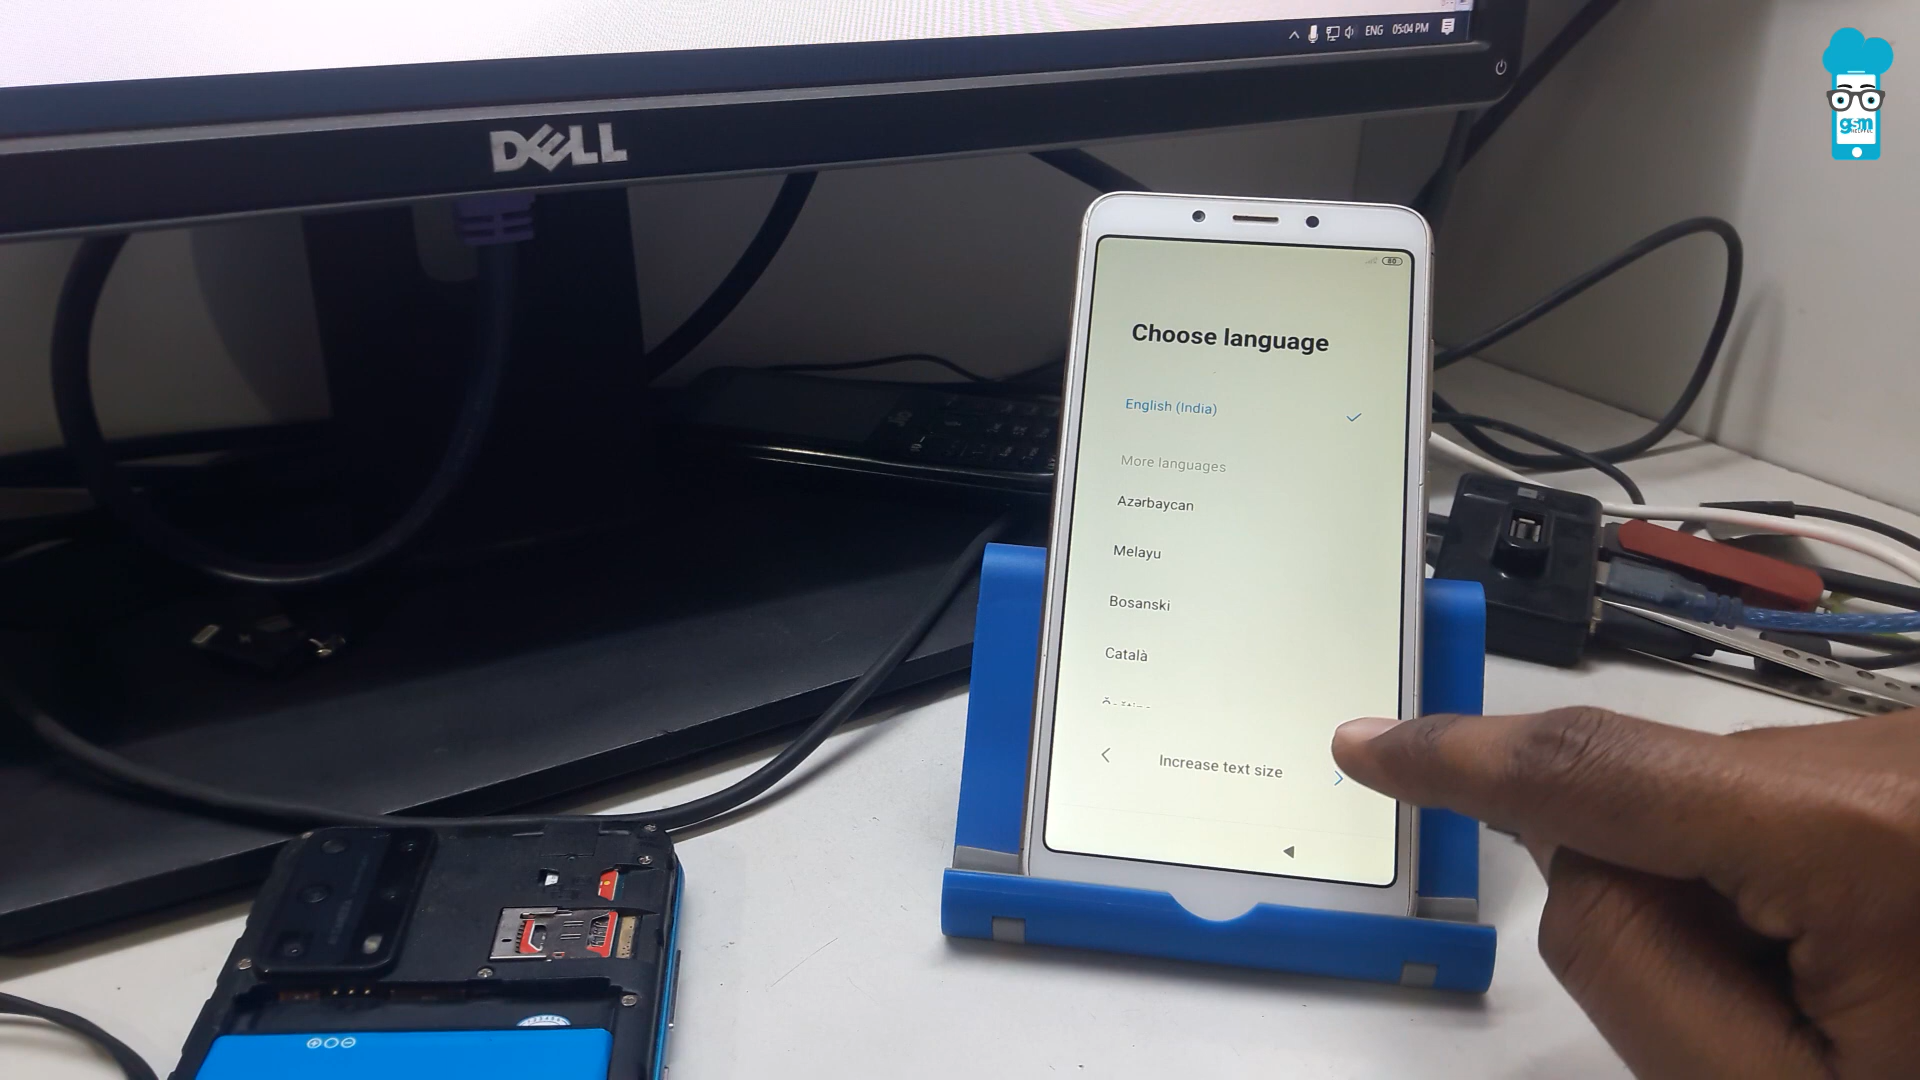 ENG 05:04 PM
DELL
gsm
80
Choose language
English (India)
More languages
Azərbaycan
Melayu
Bosanski
Català
Increase text size